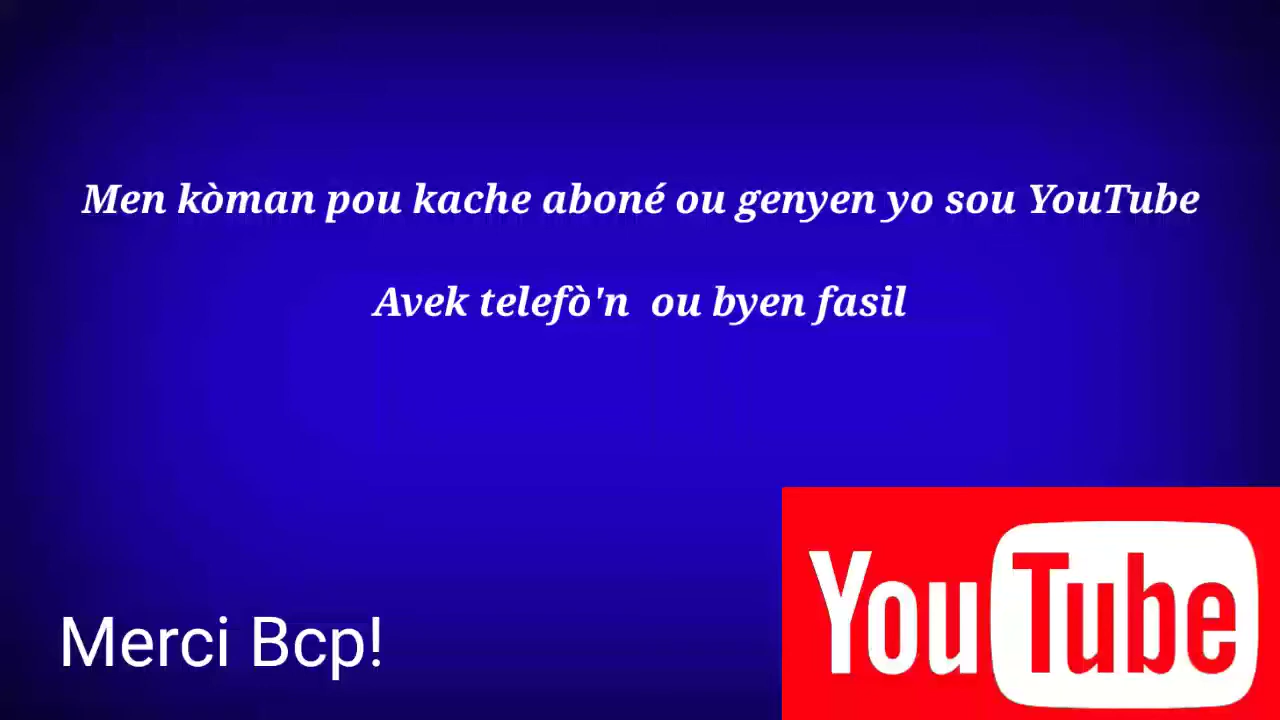 Men kòman pou kache aboné ou genyen yo sou YouTube
Avek telefò'n ou byen fasil
Merci Bcp!
YouTube